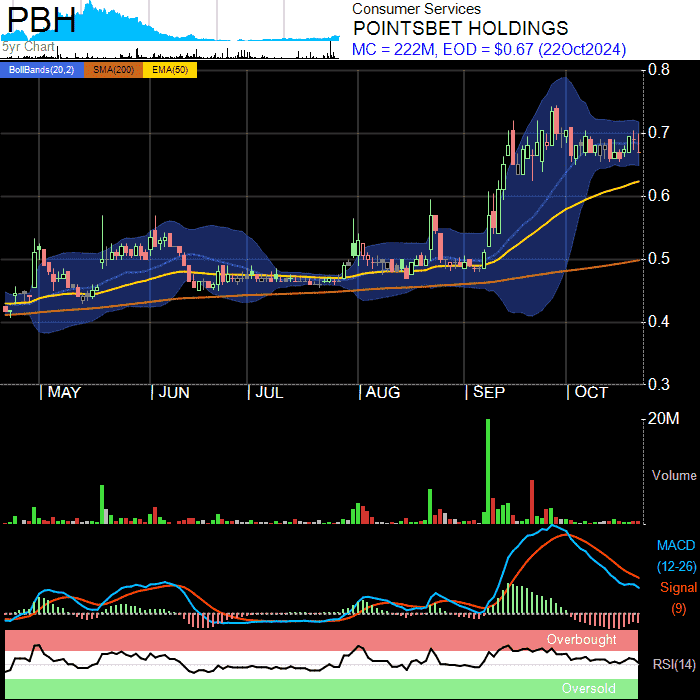 PBH
5yr Chart
Consumer Services
POINTSBET HOLDINGS
MC = 222M, EOD = $0.67 (22Oct2024)
BollBands(20,2) SMA(200) EMA(50)
0.8
0.7
0.6
0.5
0.4
0.3
MAY JUN JUL AUG SEP OCT
20M
Volume
MACD
(12-26)
Signal
(9)
Overbought
RSI(14)
Oversold